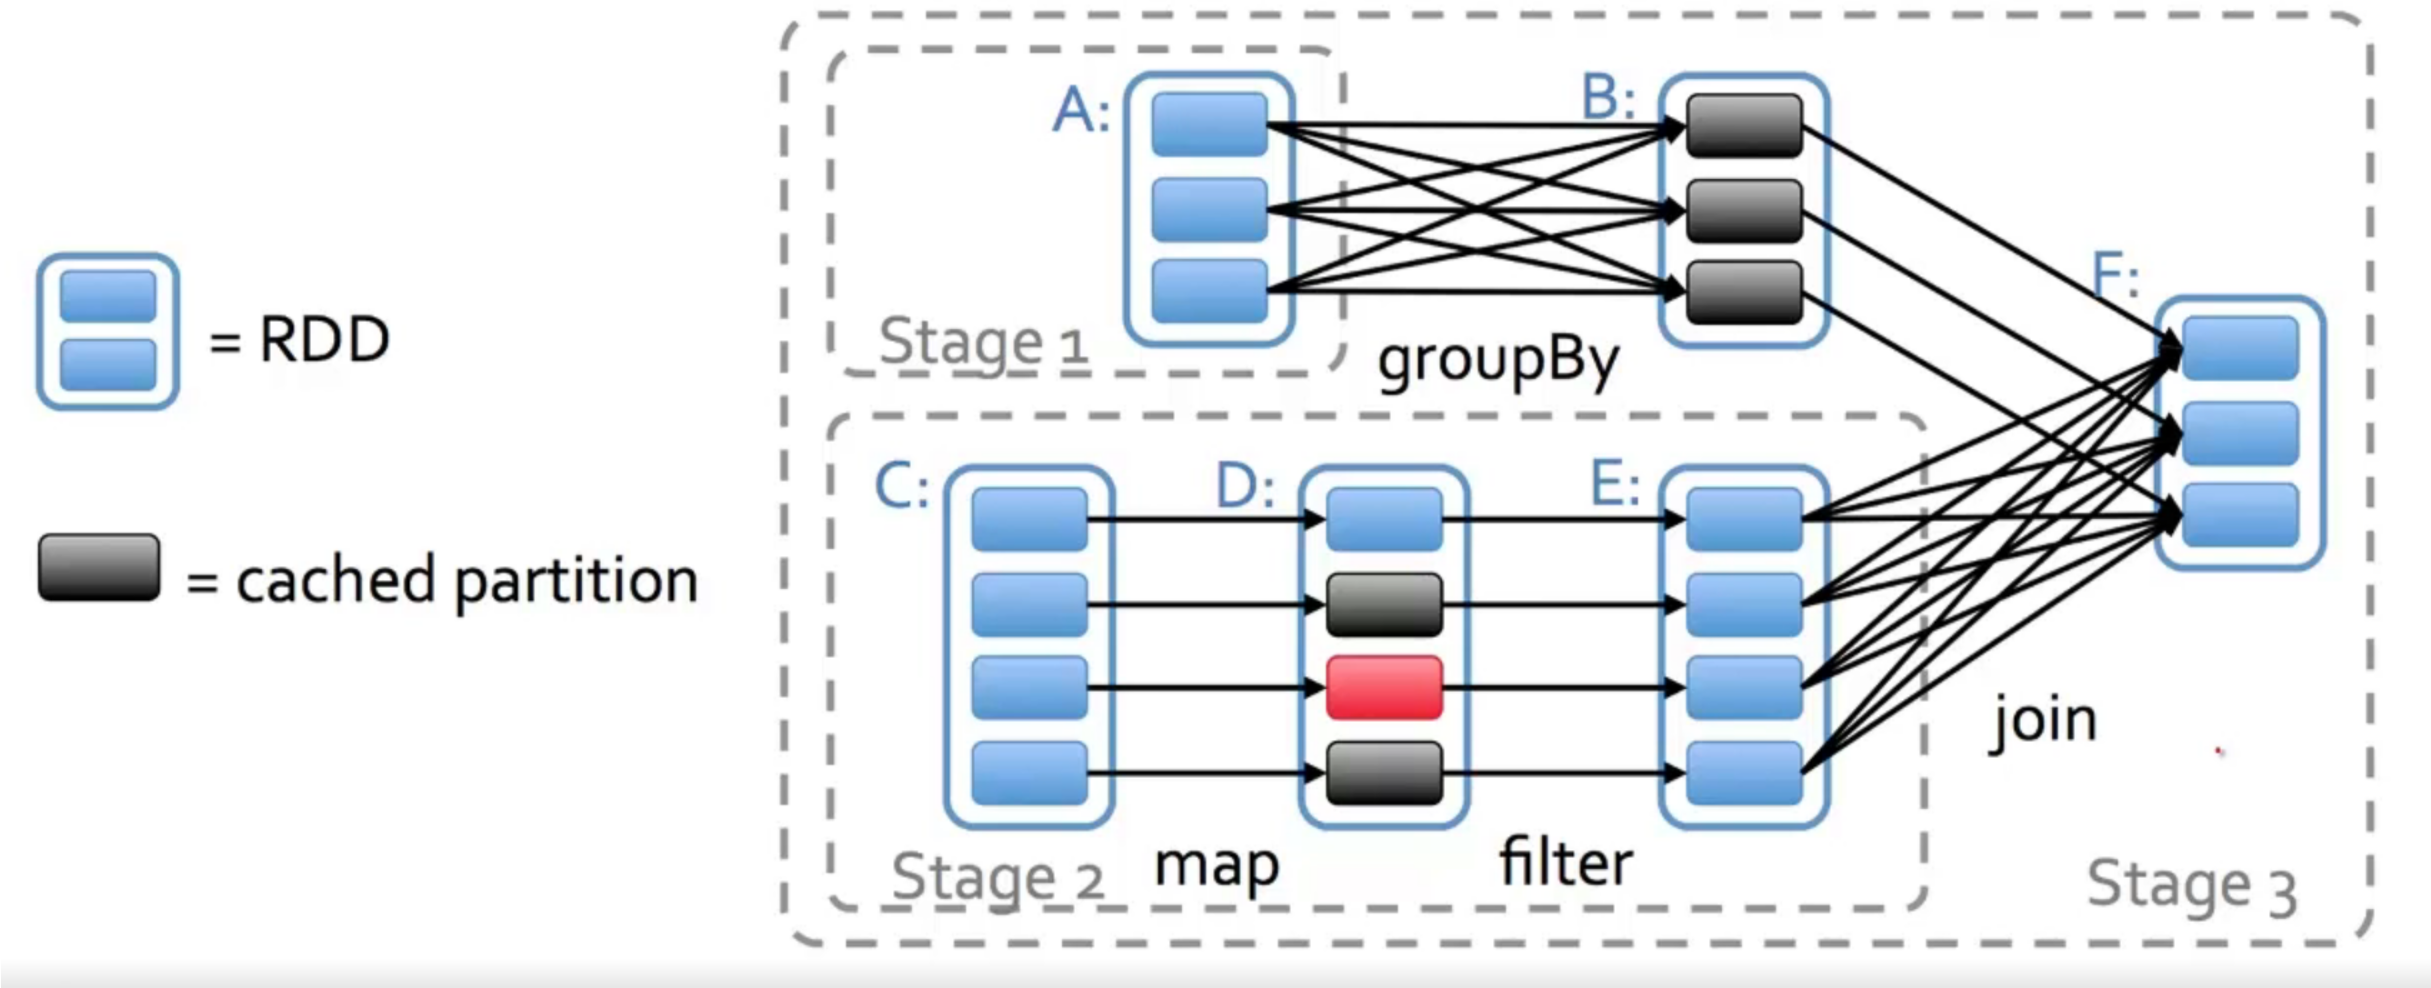 = RDD
= cached partition
A:
B:
Stage 1
groupBy
C:
D:
E:
F:
Stage 2
map
filter
join
Stage 3